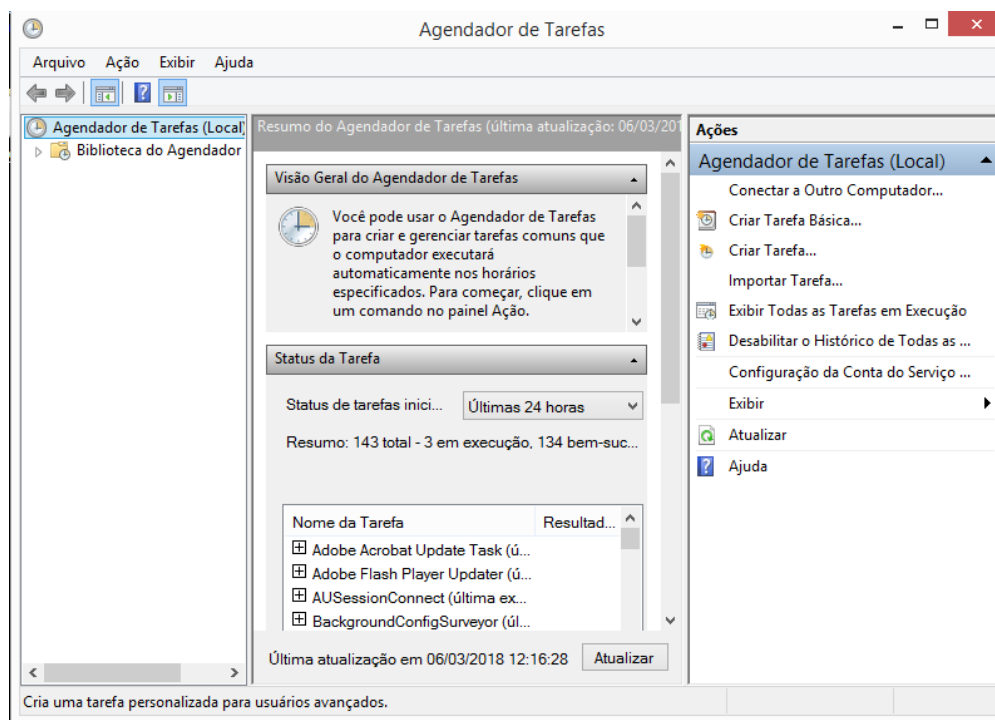 Agendador de Tarefas
Arquivo Ação Exibir Ajuda
Agendador de Tarefas (Local)
Biblioteca do Agendador
Resumo do Agendador de Tarefas (última atualização: 06/03/201
Visão Geral do Agendador de Tarefas
Você pode usar o Agendador de Tarefas
para criar e gerenciar tarefas comuns que
o computador executará
automaticamente nos horários
especificados. Para começar, clique em
um comando no painel Ação.
Status da Tarefa
Status de tarefas inici... Últimas 24 horas
Resumo: 143 total - 3 em execução, 134 bem-suc...
Nome da Tarefa Resultad...
Adobe Acrobat Update Task (ú...
Adobe Flash Player Updater (ú...
AUSessionConnect (última ex...
BackgroundConfigSurveyor (úl...
Última atualização em 06/03/2018 12:16:28 Atualizar
Ações
Agendador de Tarefas (Local)
Conectar a Outro Computador...
Criar Tarefa Básica...
Criar Tarefa...
Importar Tarefa...
Exibir Todas as Tarefas em Execução
Desabilitar o Histórico de Todas as ...
Configuração da Conta do Serviço ...
Exibir
Atualizar
Ajuda
Cria uma tarefa personalizada para usuários avançados.